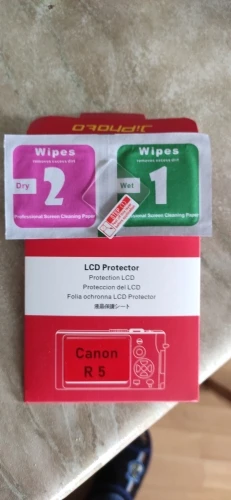 JJPHOTO
Wipes
Dry
2
Professional Screen Cleaning Paper
Wipes
Wet
1
Professional Screen Cleaning Paper
LCD Protector
Protection LCD
Proteccion del LCD
Folia ochronna LCD Protector
液晶保護シート
Canon
R 5